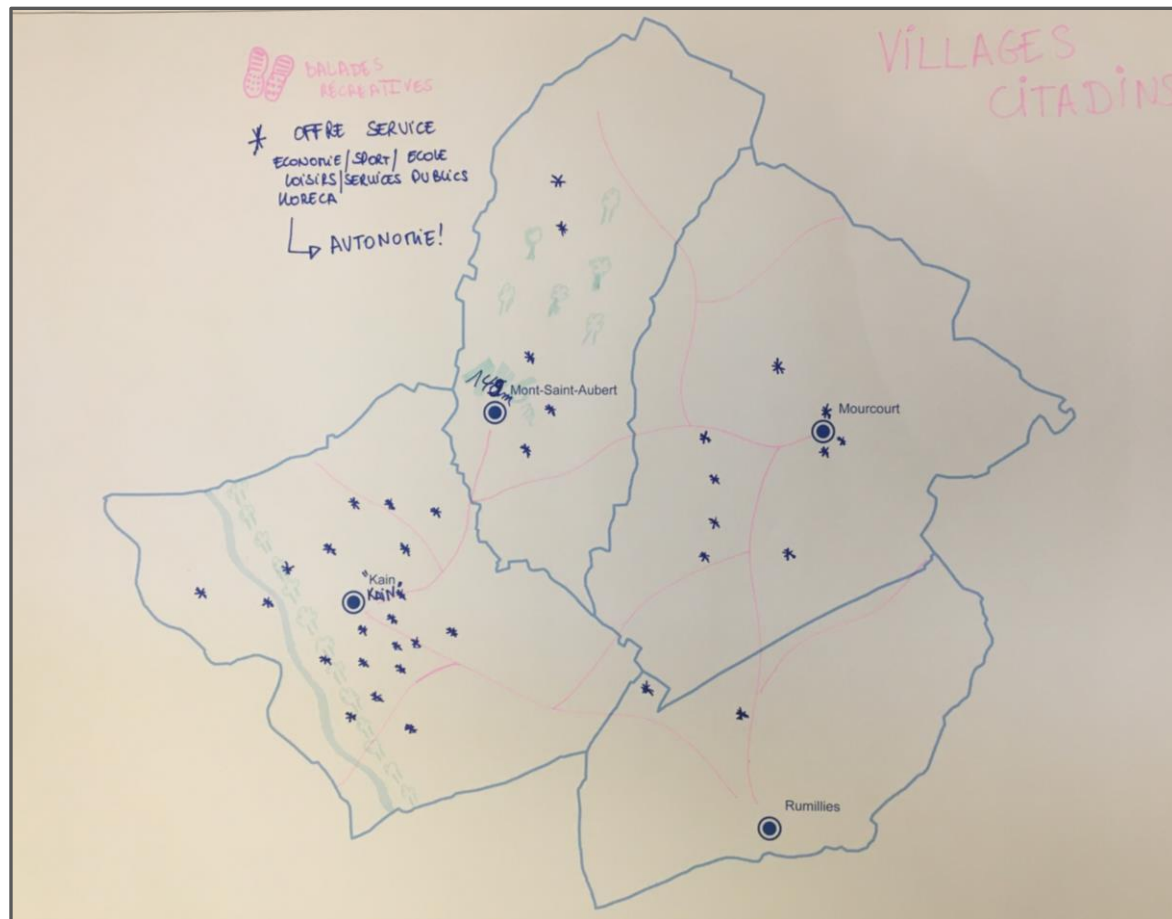 VILLAGES
CITADINS
BALADES
RÉCRÉATIVES
* OFFRE SERVICE
ECONOMIE/SPORT/ECOLE
LOISIRS/SERVICES PUBLICS
HORECA
↳ AUTONOMIE!
149m
Mont-Saint-Aubert
Mourcourt
Kain
KAIN
Rumillies